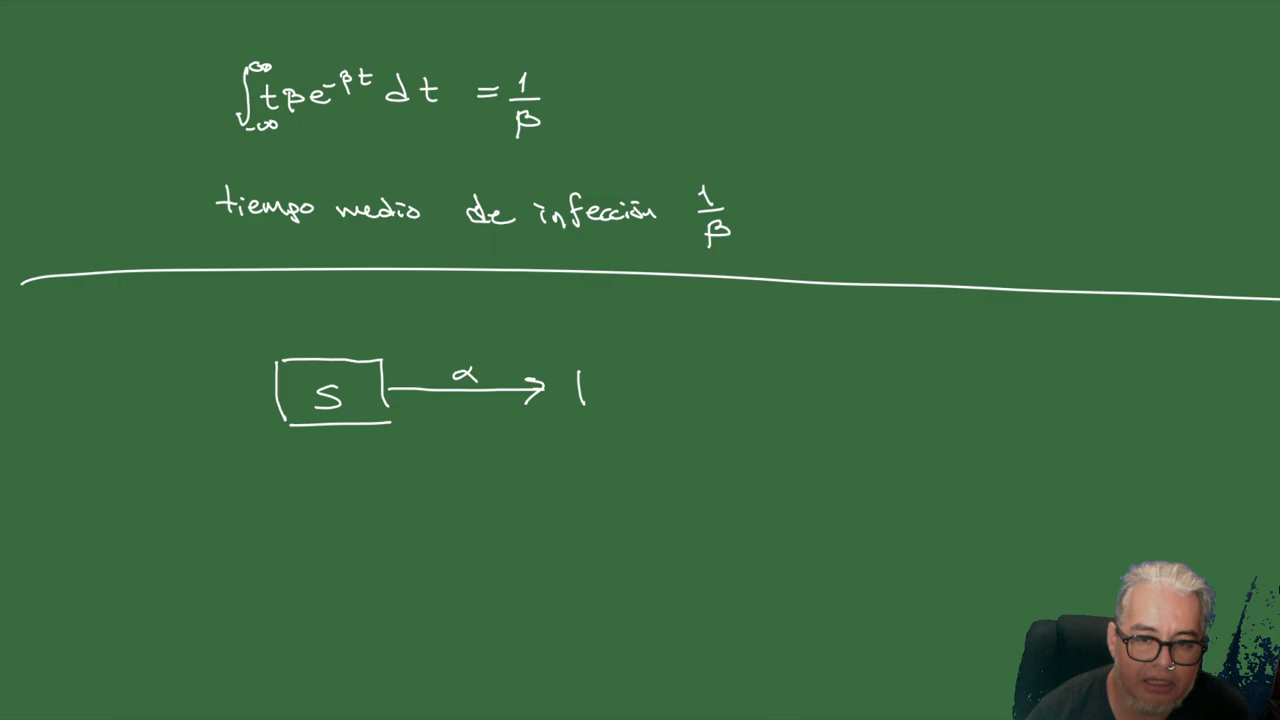 ∫_{-∞}^{∞} tβe^{-βt} dt = 1/β
tiempo medio de infección 1/β
S α → |